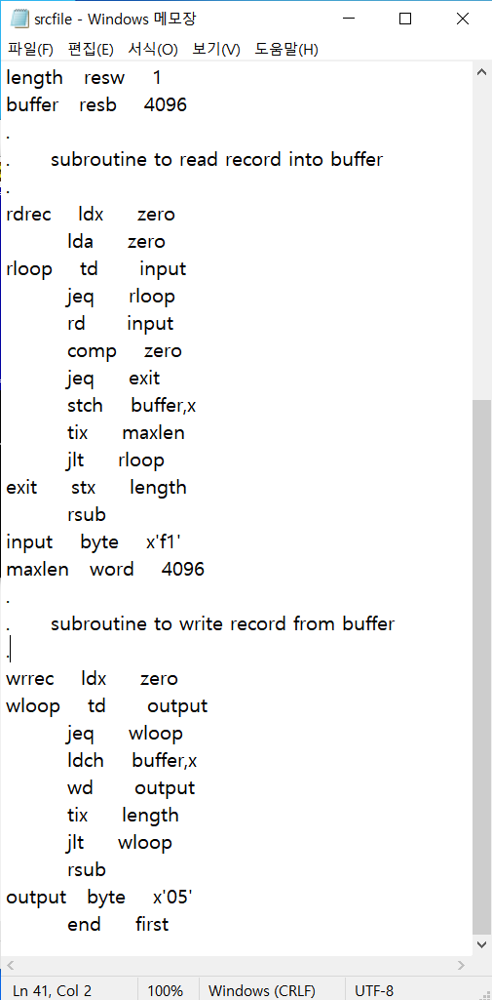 srcfile - Windows 메모장
파일(F) 편집(E) 서식(O) 보기(V) 도움말(H)
length resw 1
buffer resb 4096
.
. subroutine to read record into buffer
.
rdrec ldx zero
lda zero
rloop td input
jeq rloop
rd input
comp zero
jeq exit
stch buffer,x
tix maxlen
jlt rloop
exit stx length
rsub
input byte x'f1'
maxlen word 4096
.
. subroutine to write record from buffer
.
wrrec ldx zero
wloop td output
jeq wloop
ldch buffer,x
wd output
tix length
jlt wloop
rsub
output byte x'05'
end first
Ln 41, Col 2 100% Windows (CRLF) UTF-8